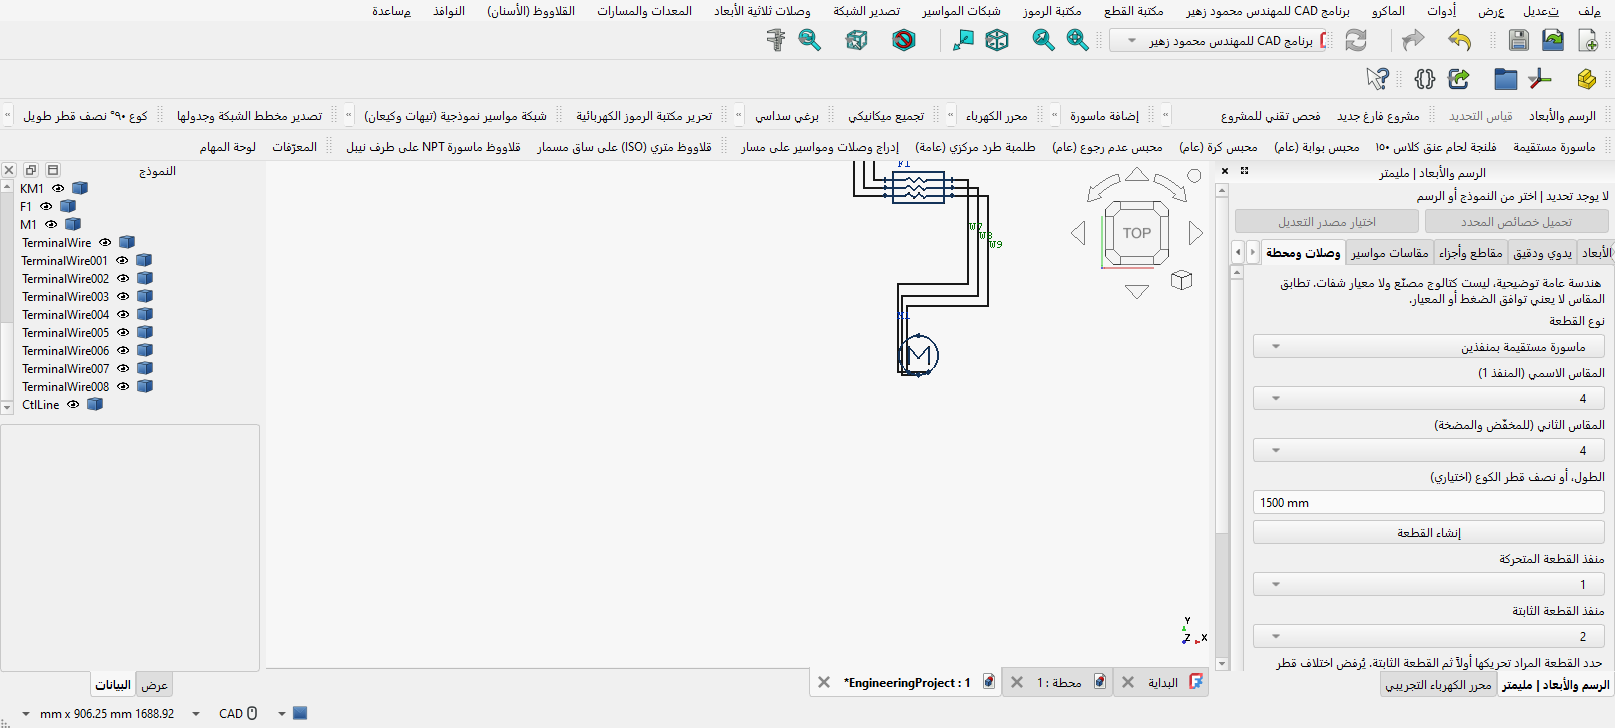 ملف
تعديل
عرض
أدوات
الماكرو
برنامج CAD للمهندس محمود زهير
مكتبة القطع
مكتبة الرموز
شبكات المواسير
تصدير الشبكة
وصلات ثلاثية الأبعاد
المعدات والمسارات
القلاووظ (الأسنان)
النوافذ
مساعدة
برنامج CAD للمهندس محمود زهير
الرسم والأبعاد
قياس التحديد
مشروع فارغ جديد
فحص تقني للمشروع
إضافة ماسورة
محرر الكهرباء
تجميع ميكانيكي
برغي سداسي
تحرير مكتبة الرموز الكهربائية
شبكة مواسير نموذجية (تيهات وكيعان)
تصدير مخطط الشبكة وجدولها
كوع ٩٠° نصف قطر طويل
ماسورة مستقيمة
فلنجة لحام عنق كلاس ١٥٠
محبس بوابة (عام)
محبس كرة (عام)
محبس عدم رجوع (عام)
طلمبة طرد مركزي (عامة)
إدراج وصلات ومواسير على مسار
قلاووظ متري (ISO) على ساق مسمار
قلاووظ ماسورة NPT على طرف نيبل
المعرّفات
لوحة المهام
النموذج
KM1
F1
M1
TerminalWire
TerminalWire001
TerminalWire002
TerminalWire003
TerminalWire004
TerminalWire005
TerminalWire006
TerminalWire007
TerminalWire008
CtlLine
عرض
البيانات
F1
W7
W8
W9
M
TOP
Y
Z
X
الرسم والأبعاد | مليمتر
لا يوجد تحديد | اختر من النموذج أو الرسم
تحميل خصائص المحدد
اختيار مصدر التعديل
الأبعاد
يدوي ودقيق
مقاطع وأجزاء
مقاسات مواسير
وصلات ومحطة
هندسة عامة توضيحية، ليست كتالوج مصنّع ولا معيار شفات. تطابق
المقاس لا يعني توافق الضغط أو المعيار.
نوع القطعة
ماسورة مستقيمة بمنفذين
المقاس الاسمي (المنفذ 1)
4
المقاس الثاني (للمخفّض والمضخة)
4
الطول، أو نصف قطر الكوع (اختياري)
1500 mm
إنشاء القطعة
منفذ القطعة المتحركة
1
منفذ القطعة الثابتة
2
حدد القطعة المراد تحريكها أولاً ثم القطعة الثابتة. يُرفض اختلاف قطر
الرسم والأبعاد | مليمتر
محرر الكهرباء التجريبي
البداية
محطة : 1
EngineeringProject : 1*
CAD
1688.92 mm x 906.25 mm